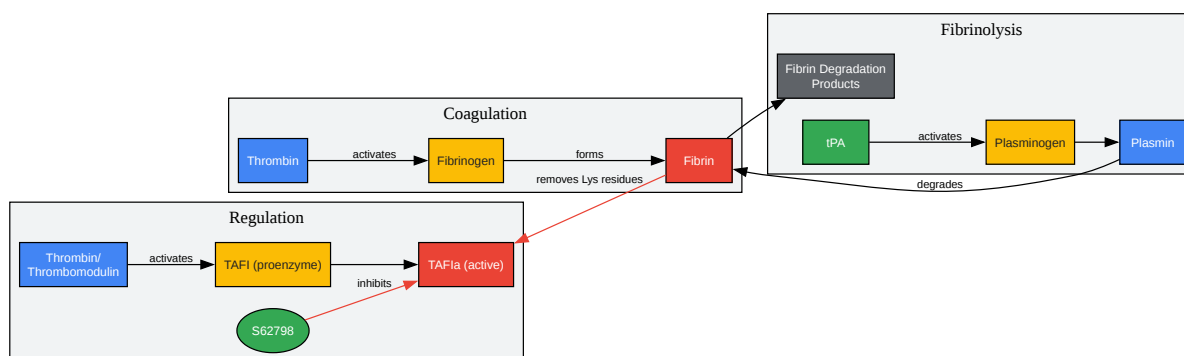 Fibrinolysis
Fibrin Degradation
Products
tPA
activates
Plasminogen
Plasmin
degrades
Coagulation
Thrombin
activates
Fibrinogen
forms
Fibrin
removes Lys residues
Regulation
Thrombin/
Thrombomodulin
activates
TAFI (proenzyme)
TAFIa (active)
inhibits
S62798